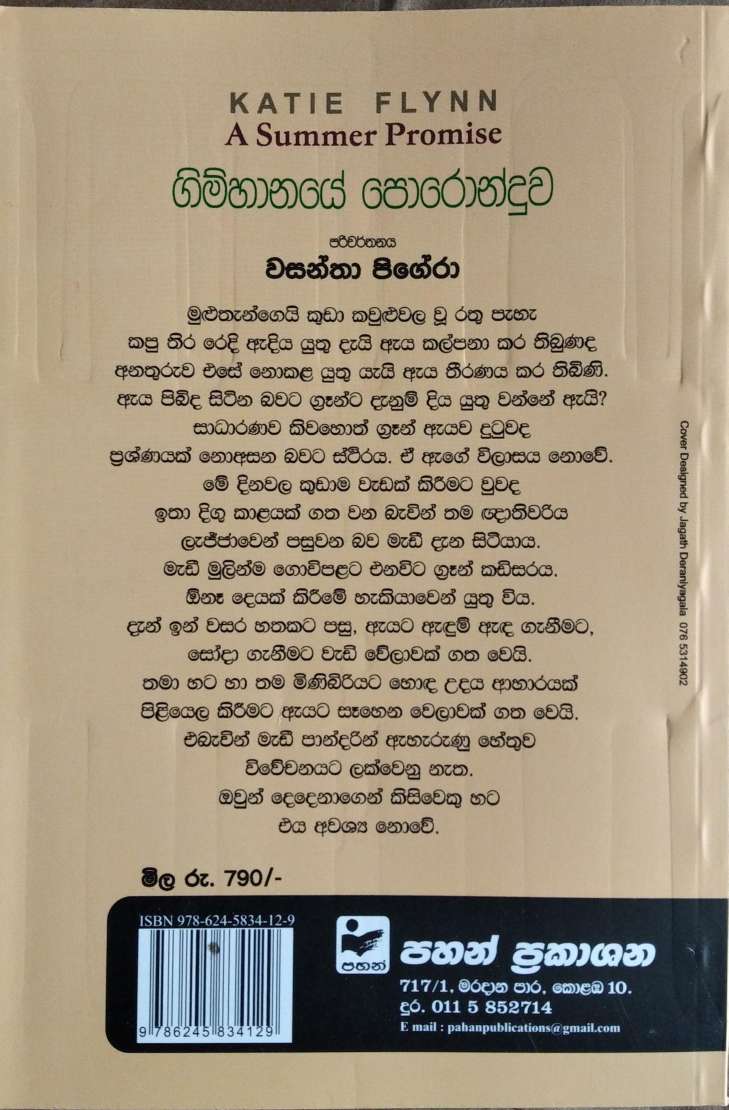 KATIE FLYNN
A Summer Promise
ගිම්හානයේ පොරොන්දුව
පරිවර්තනය
වසන්තා පිගේරා
මුළුතැන්ගෙයි කුඩා කවුළුවල වූ රතු පැහැ
කපු තිර රෙදි ඇදිය යුතු දැයි ඇය කල්පනා කර තිබුණද
අනතුරුව එසේ නොකළ යුතු යැයි ඇය තීරණය කර තිබිණි.
ඇය පිබිද සිටින බවට ග්‍රෑන්ට දැනුම් දිය යුතු වන්නේ ඇයි?
සාධාරණව කිවහොත් ග්‍රෑන් ඇයව දුටුවද
ප්‍රශ්ණයක් නොඅසන බවට ස්ථිරය. ඒ ඇගේ විලාසය නොවේ.
මේ දිනවල කුඩාම වැඩක් කිරීමට වුවද
ඉතා දිගු කාළයක් ගත වන බැවින් තම ඥාතිවරිය
ලැජ්ජාවෙන් පසුවන බව මැඩී දැන සිටියාය.
මැඩී මුලින්ම ගොවිපළට එනවිට ග්‍රෑන් කඩිසරය.
ඕනෑ දෙයක් කිරීමේ හැකියාවෙන් යුතු විය.
දැන් ඉන් වසර හතකට පසු, ඇයට ඇඳුම් ඇඳ ගැනීමට,
සෝදා ගැනීමට වැඩි වේලාවක් ගත වෙයි.
තමා හට හා තම මිණිබිරියට හොඳ උදය ආහාරයක්
පිළියෙල කිරීමට ඇයට සෑහෙන වෙලාවක් ගත වෙයි.
එබැවින් මැඩී පාන්දරින් ඇහැරුණු හේතුව
විවේචනයට ලක්වෙනු නැත.
ඔවුන් දෙදෙනාගෙන් කිසිවෙකු හට
එය අවශ්‍ය නොවේ.
Cover Designed by Jagath Deraniyagala 076 5314902
මිල රු. 790/-
ISBN 978-624-5834-12-9
9 786245 834129
පහන්
පහන් ප්‍රකාශන
717/1, මරදාන පාර, කොළඹ 10.
දුර. 011 5 852714
E mail : pahanpublications@gmail.com